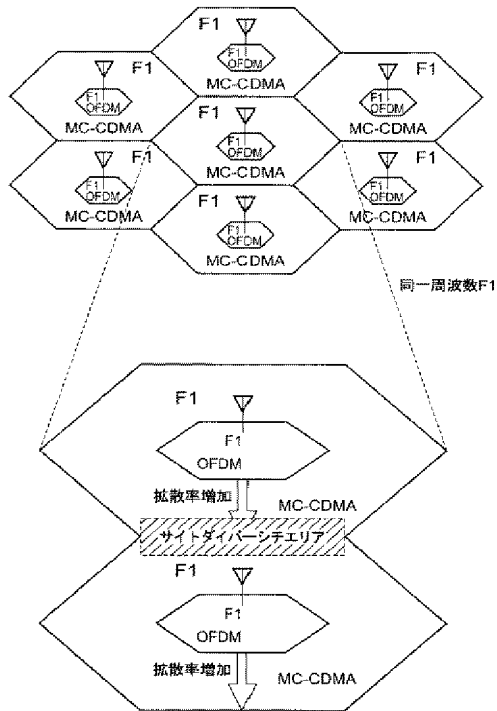 F1
F1
OFDM
MC-CDMA
F1
F1
OFDM
MC-CDMA
F1
F1
OFDM
MC-CDMA
F1
F1
OFDM
MC-CDMA
F1
F1
OFDM
MC-CDMA
F1
F1
OFDM
MC-CDMA
F1
F1
OFDM
MC-CDMA
同一周波数F1
F1
F1
OFDM
拡散率増加
MC-CDMA
サイトダイバーシチエリア
F1
F1
OFDM
拡散率増加
MC-CDMA